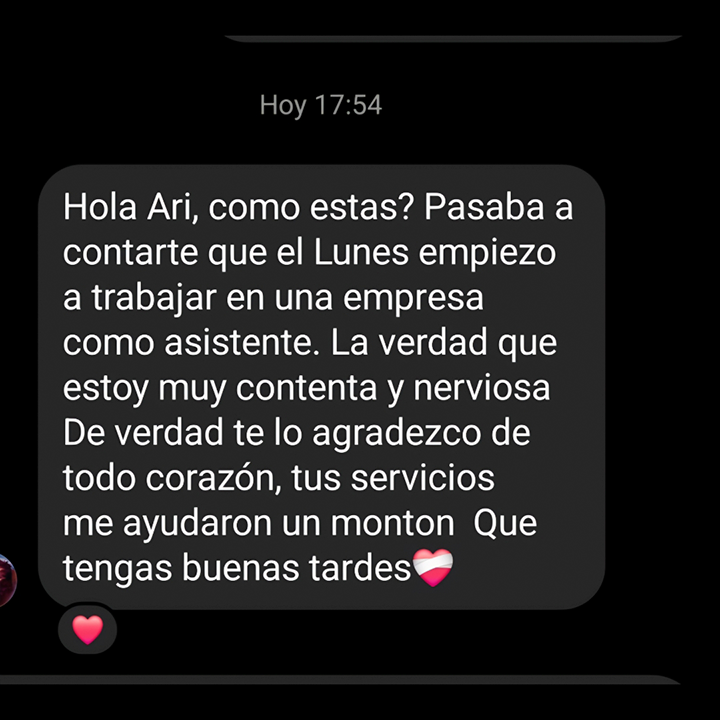 Hoy 17:54
Hola Ari, como estas? Pasaba a
contarte que el Lunes empiezo
a trabajar en una empresa
como asistente. La verdad que
estoy muy contenta y nerviosa
De verdad te lo agradezco de
todo corazón, tus servicios
me ayudaron un monton  Que
tengas buenas tardes❤️‍🩹
❤️